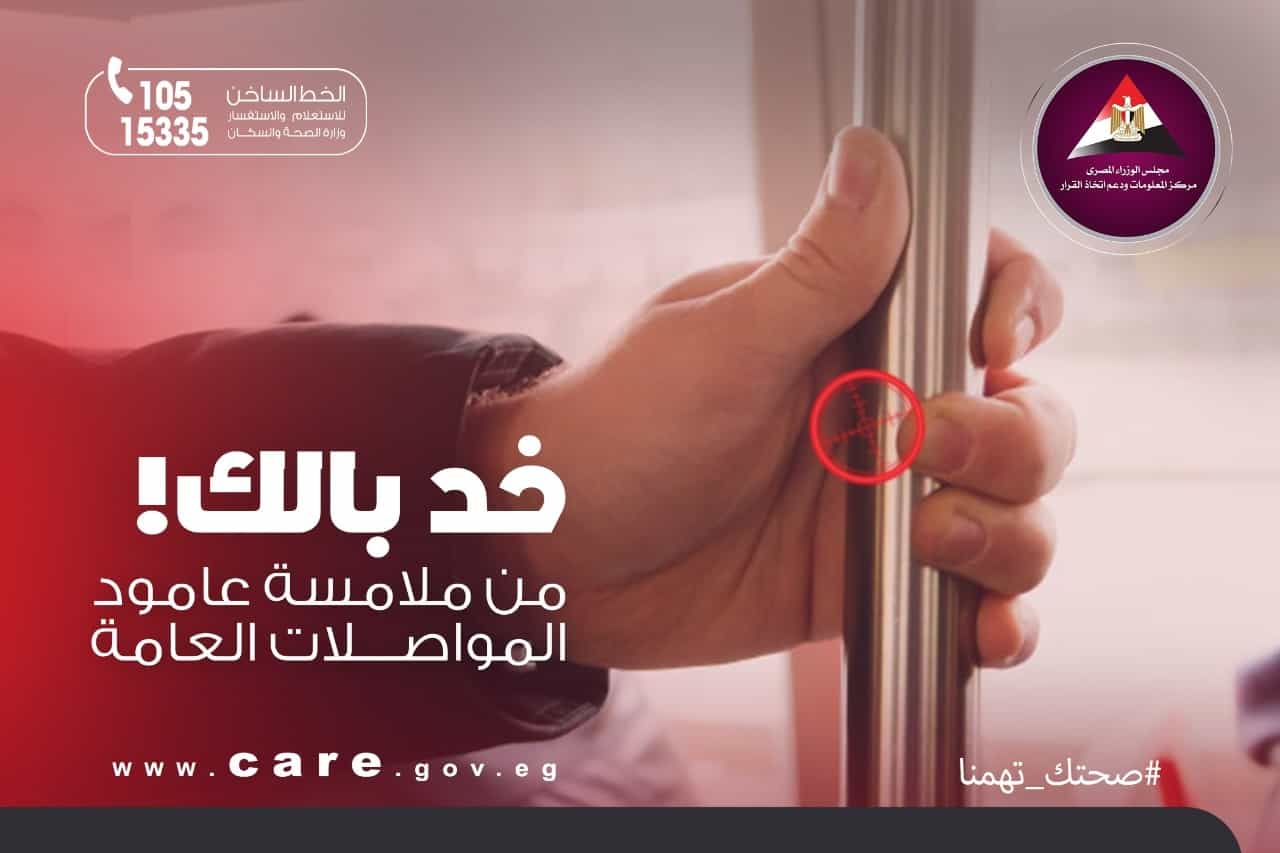 105
15335
الخط الساخن
للاستعلام والاستفسار
وزارة الصحة والسكان
مجلس الوزراء المصرى
مركز المعلومات ودعم اتخاذ القرار
خد بالك!
من ملامسة عامود
المواصلات العامة
www.care.gov.eg
#صحتك_تهمنا